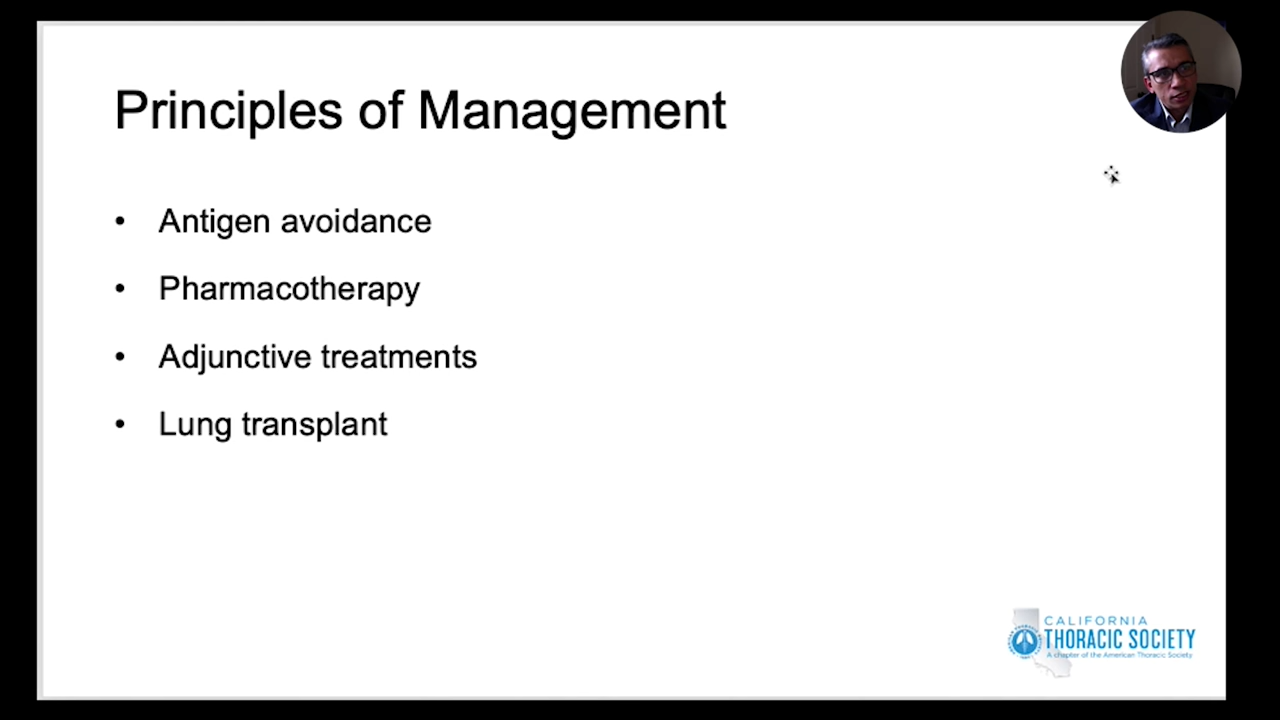 Principles of Management
• Antigen avoidance
• Pharmacotherapy
• Adjunctive treatments
• Lung transplant
CALIFORNIA
THORACIC SOCIETY
A chapter of the American Thoracic Society